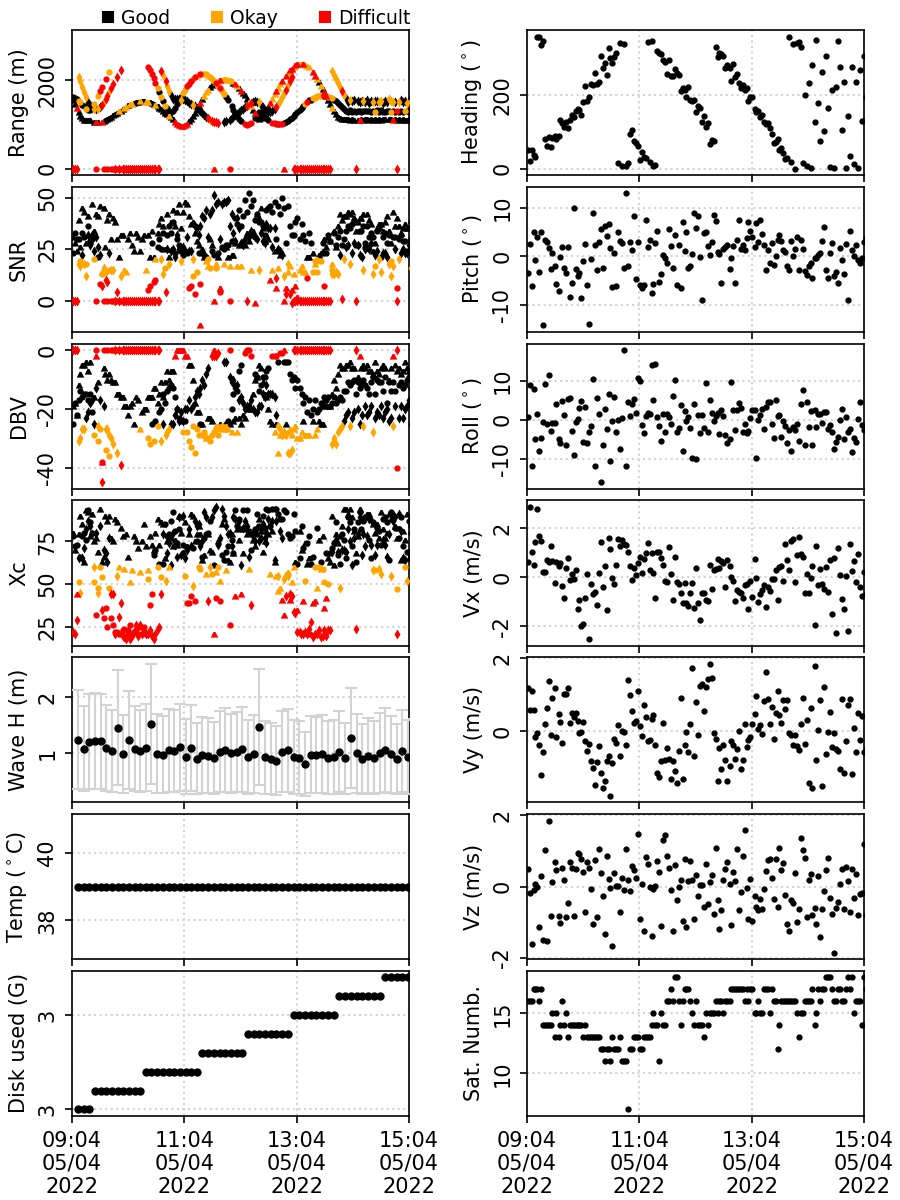 Good Okay Difficult
Range (m)
2000
0
SNR
50
25
0
DBV
0
-20
-40
Xc
75
50
25
Wave H (m)
2
1
Temp (°C)
40
38
Disk used (G)
3
3
09:04 11:04 13:04 15:04
05/04 05/04 05/04 05/04
2022 2022 2022 2022
Heading (°)
200
0
Pitch (°)
10
0
-10
Roll (°)
10
0
-10
Vx (m/s)
2
0
-2
Vy (m/s)
2
0
Vz (m/s)
2
0
-2
Sat. Numb.
15
10
09:04 11:04 13:04 15:04
05/04 05/04 05/04 05/04
2022 2022 2022 2022